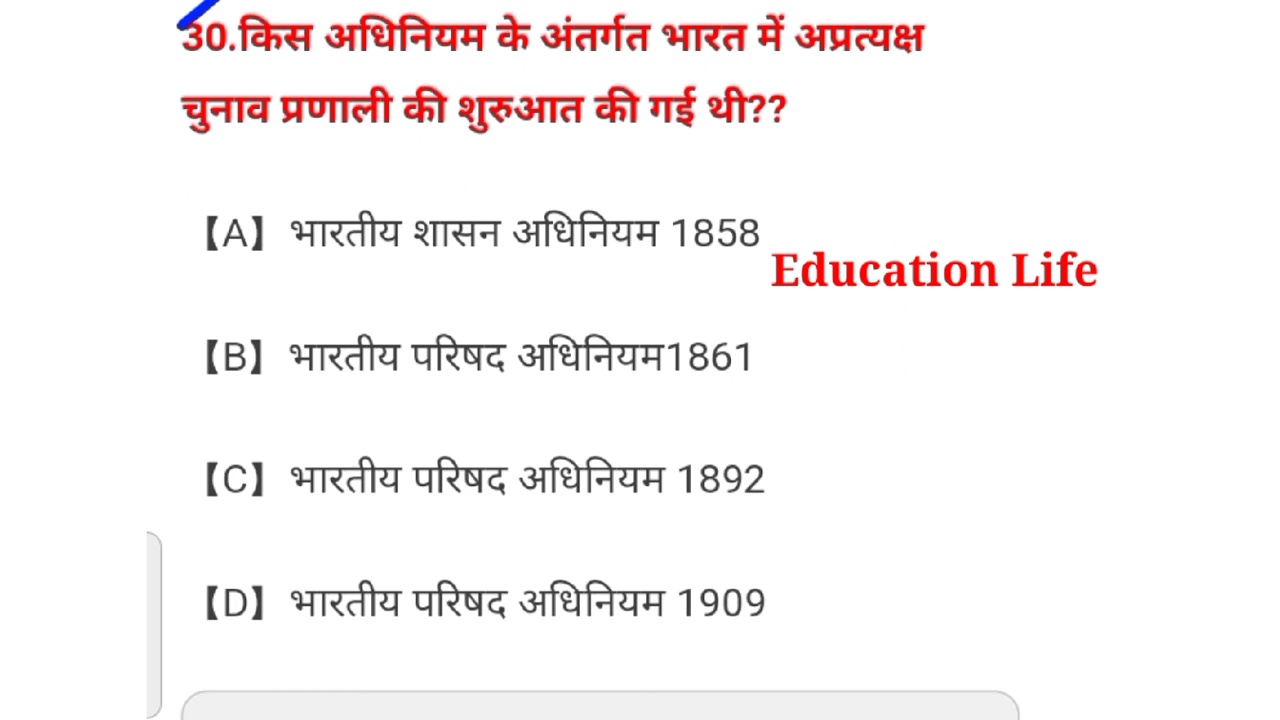 30.किस अधिनियम के अंतर्गत भारत में अप्रत्यक्ष
चुनाव प्रणाली की शुरुआत की गई थी??
【A】 भारतीय शासन अधिनियम 1858
Education Life
【B】 भारतीय परिषद अधिनियम1861
【C】 भारतीय परिषद अधिनियम 1892
【D】 भारतीय परिषद अधिनियम 1909